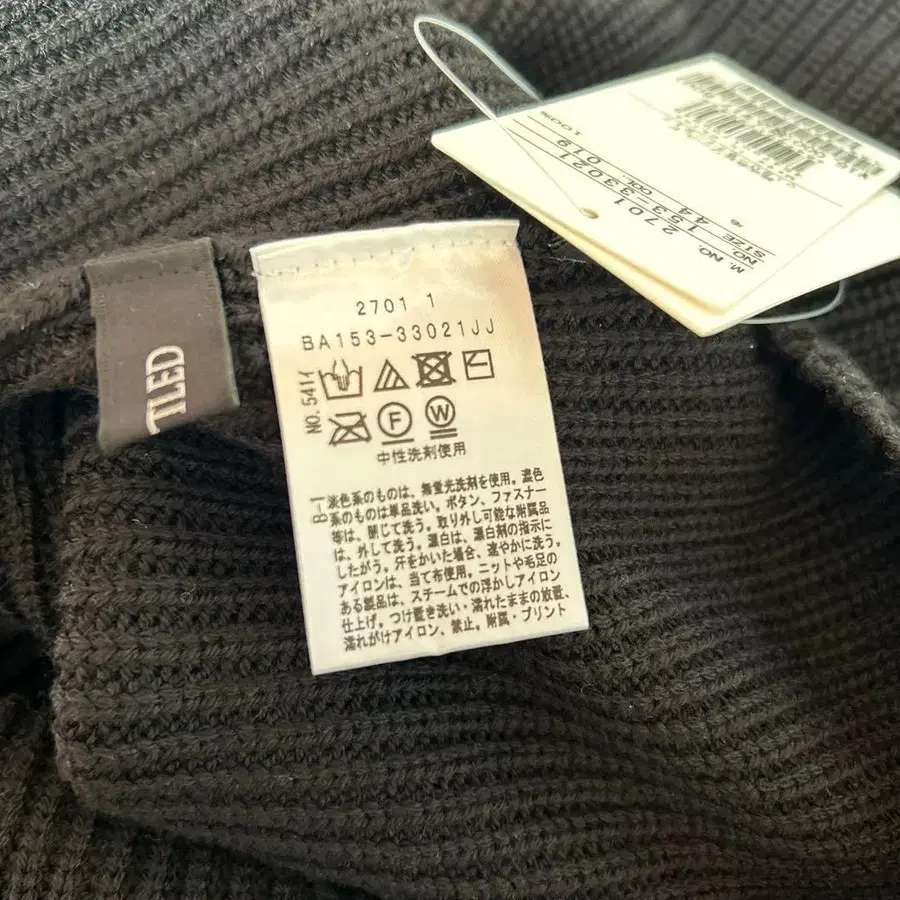 2701 1
BA153-33021JJ
NO. 5414
F
W
中性洗剤使用
B-1
淡色系のものは、無蛍光洗剤を使用。濃色
系のものは単品洗い。ボタン、ファスナー
等は、閉じて洗う。取り外し可能な附属品
は、外して洗う。漂白は、漂白剤の指示に
したがう。汗をかいた場合、速やかに洗う。
アイロンは、当て布使用。ニットや毛足の
ある製品は、スチームでの浮かしアイロン
仕上げ。つけ置き洗い・濡れたままの放置、
濡れがけアイロン、禁止。附属・プリント
TLED
M. NO. 2701
NO. 153-33021
SIZE 44 COL. 019
100%